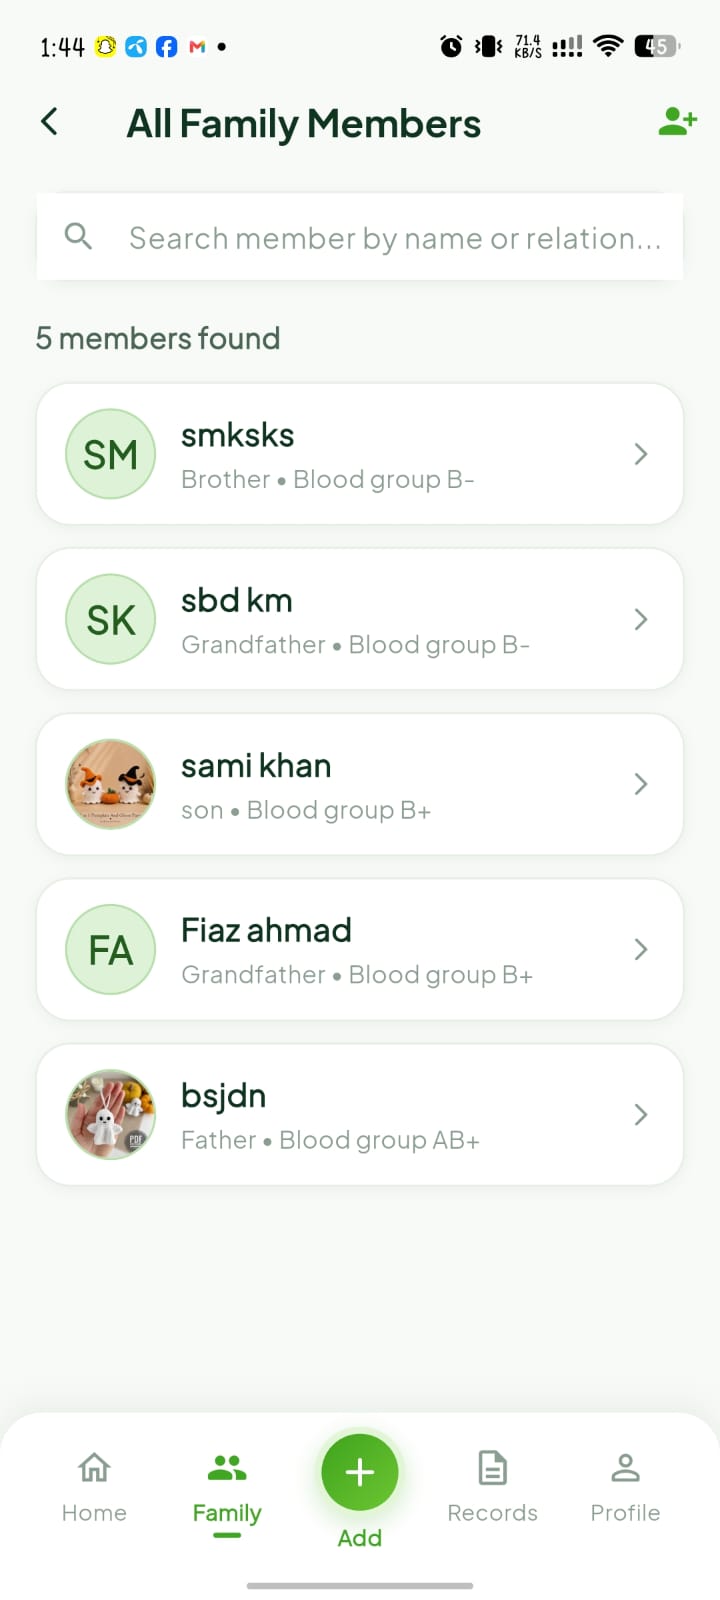 1:44
71.4
KB/S
45
All Family Members
Search member by name or relation...
5 members found
SM
smksks
Brother • Blood group B-
SK
sbd km
Grandfather • Blood group B-
sami khan
son • Blood group B+
FA
Fiaz ahmad
Grandfather • Blood group B+
bsjdn
Father • Blood group AB+
PDF
Home
Family
Add
Records
Profile